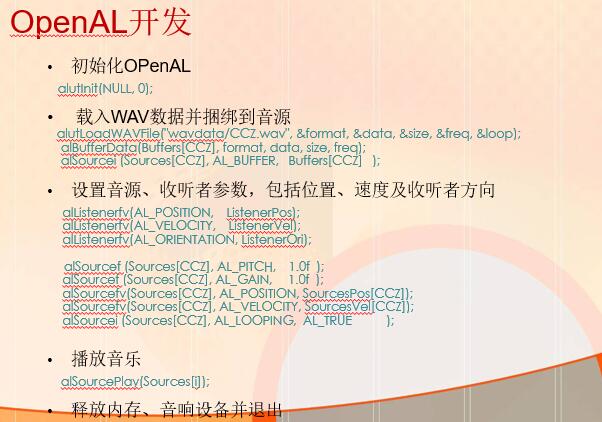 OpenAL开发
• 初始化OPenAL
alutInit(NULL, 0);
• 载入WAV数据并捆绑到音源
alutLoadWAVFile("wavdata/CCZ.wav", &format, &data, &size, &freq, &loop);
alBufferData(Buffers[CCZ], format, data, size, freq);
alSourcei (Sources[CCZ], AL_BUFFER, Buffers[CCZ] );
• 设置音源、收听者参数，包括位置、速度及收听者方向
alListenerfv(AL_POSITION, ListenerPos);
alListenerfv(AL_VELOCITY, ListenerVel);
alListenerfv(AL_ORIENTATION, ListenerOri);
alSourcef (Sources[CCZ], AL_PITCH, 1.0f );
alSourcef (Sources[CCZ], AL_GAIN, 1.0f );
alSourcefv(Sources[CCZ], AL_POSITION, SourcesPos[CCZ]);
alSourcefv(Sources[CCZ], AL_VELOCITY, SourcesVel[CCZ]);
alSourcei (Sources[CCZ], AL_LOOPING, AL_TRUE );
• 播放音乐
alSourcePlay(Sources[i]);
• 释放内存、音响设备并退出